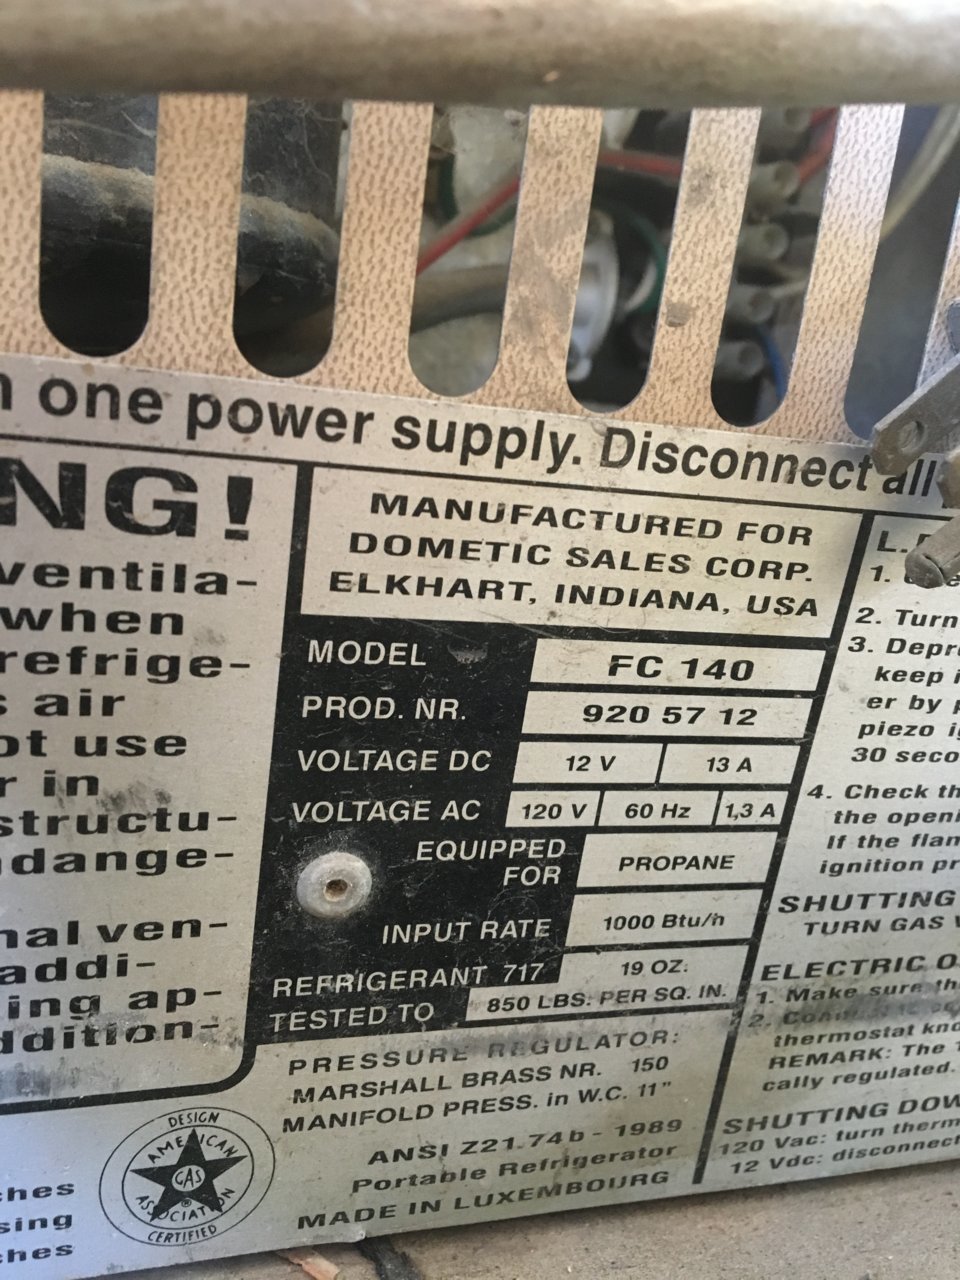 one power supply. Disconnect all
NG!
ventila-
when
refrige-
s air
ot use
r in
structu-
dange-
nal ven-
addi-
ing ap-
ddition-
ches
sing
ches
DESIGN
AMERICAN
GAS
ASSOCIATION
CERTIFIED
MANUFACTURED FOR
DOMETIC SALES CORP.
ELKHART, INDIANA, USA
MODEL FC 140
PROD. NR. 920 57 12
VOLTAGE DC 12 V 13 A
VOLTAGE AC 120 V 60 Hz 1,3 A
EQUIPPED FOR PROPANE
INPUT RATE 1000 Btu/h
REFRIGERANT 717 19 OZ.
TESTED TO 850 LBS. PER SQ. IN.
PRESSURE REGULATOR:
MARSHALL BRASS NR. 150
MANIFOLD PRESS. in W.C. 11"
ANSI Z21.74b - 1989
Portable Refrigerator
MADE IN LUXEMBOURG
L.
1.
2. Turn
3. Depre
keep i
er by
piezo ig
30 seco
4. Check th
the openi
If the flan
ignition pr
SHUTTING
TURN GAS V
ELECTRIC O
1. Make sure the
2.
thermostat kno
REMARK: The T
cally regulated.
SHUTTING DOW
120 Vac: turn therm
12 Vdc: disconnect